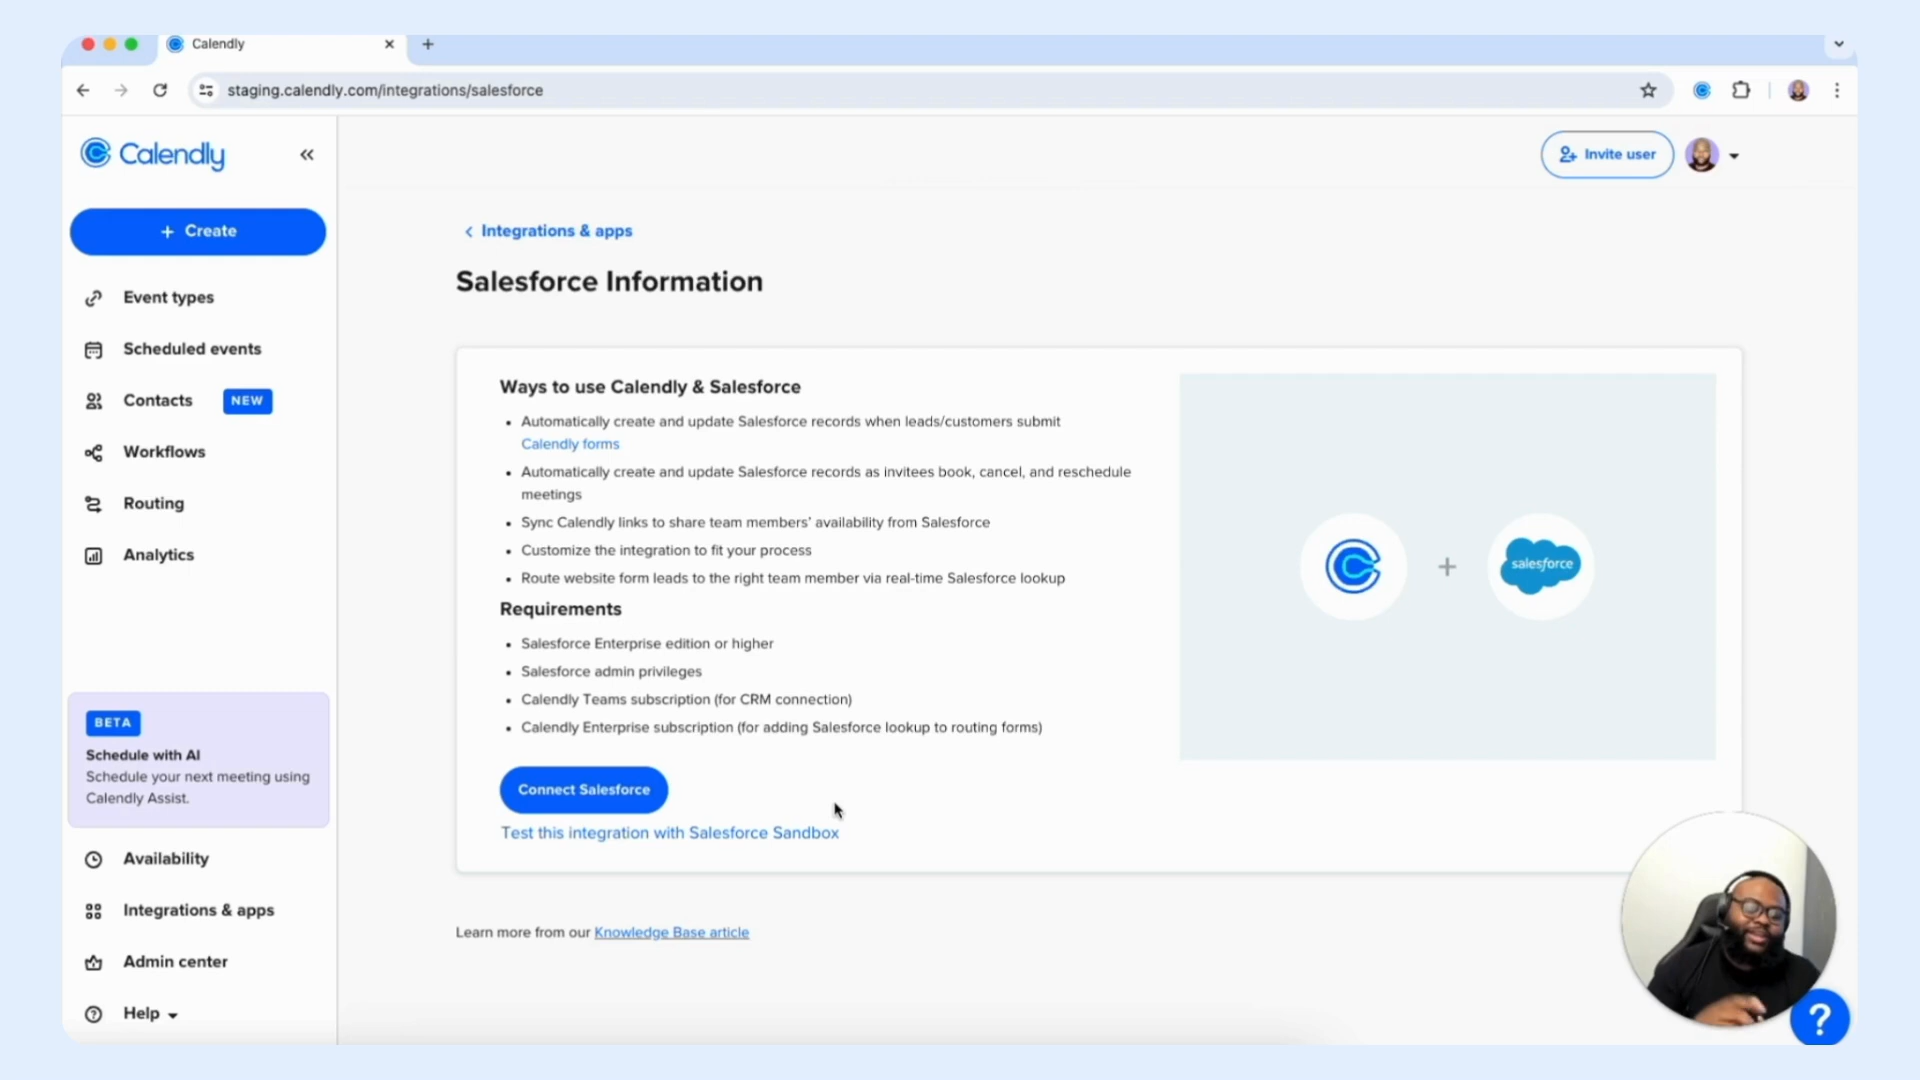 Calendly
staging.calendly.com/integrations/salesforce
Calendly
Invite user
+ Create
Event types
Scheduled events
Contacts NEW
Workflows
Routing
Analytics
BETA
Schedule with AI
Schedule your next meeting using
Calendly Assist.
Availability
Integrations & apps
Admin center
Help
Integrations & apps
Salesforce Information
Ways to use Calendly & Salesforce
• Automatically create and update Salesforce records when leads/customers submit
Calendly forms
• Automatically create and update Salesforce records as invitees book, cancel, and reschedule
meetings
• Sync Calendly links to share team members’ availability from Salesforce
• Customize the integration to fit your process
• Route website form leads to the right team member via real-time Salesforce lookup
Requirements
• Salesforce Enterprise edition or higher
• Salesforce admin privileges
• Calendly Teams subscription (for CRM connection)
• Calendly Enterprise subscription (for adding Salesforce lookup to routing forms)
Connect Salesforce
Test this integration with Salesforce Sandbox
+
salesforce
Learn more from our Knowledge Base article
?